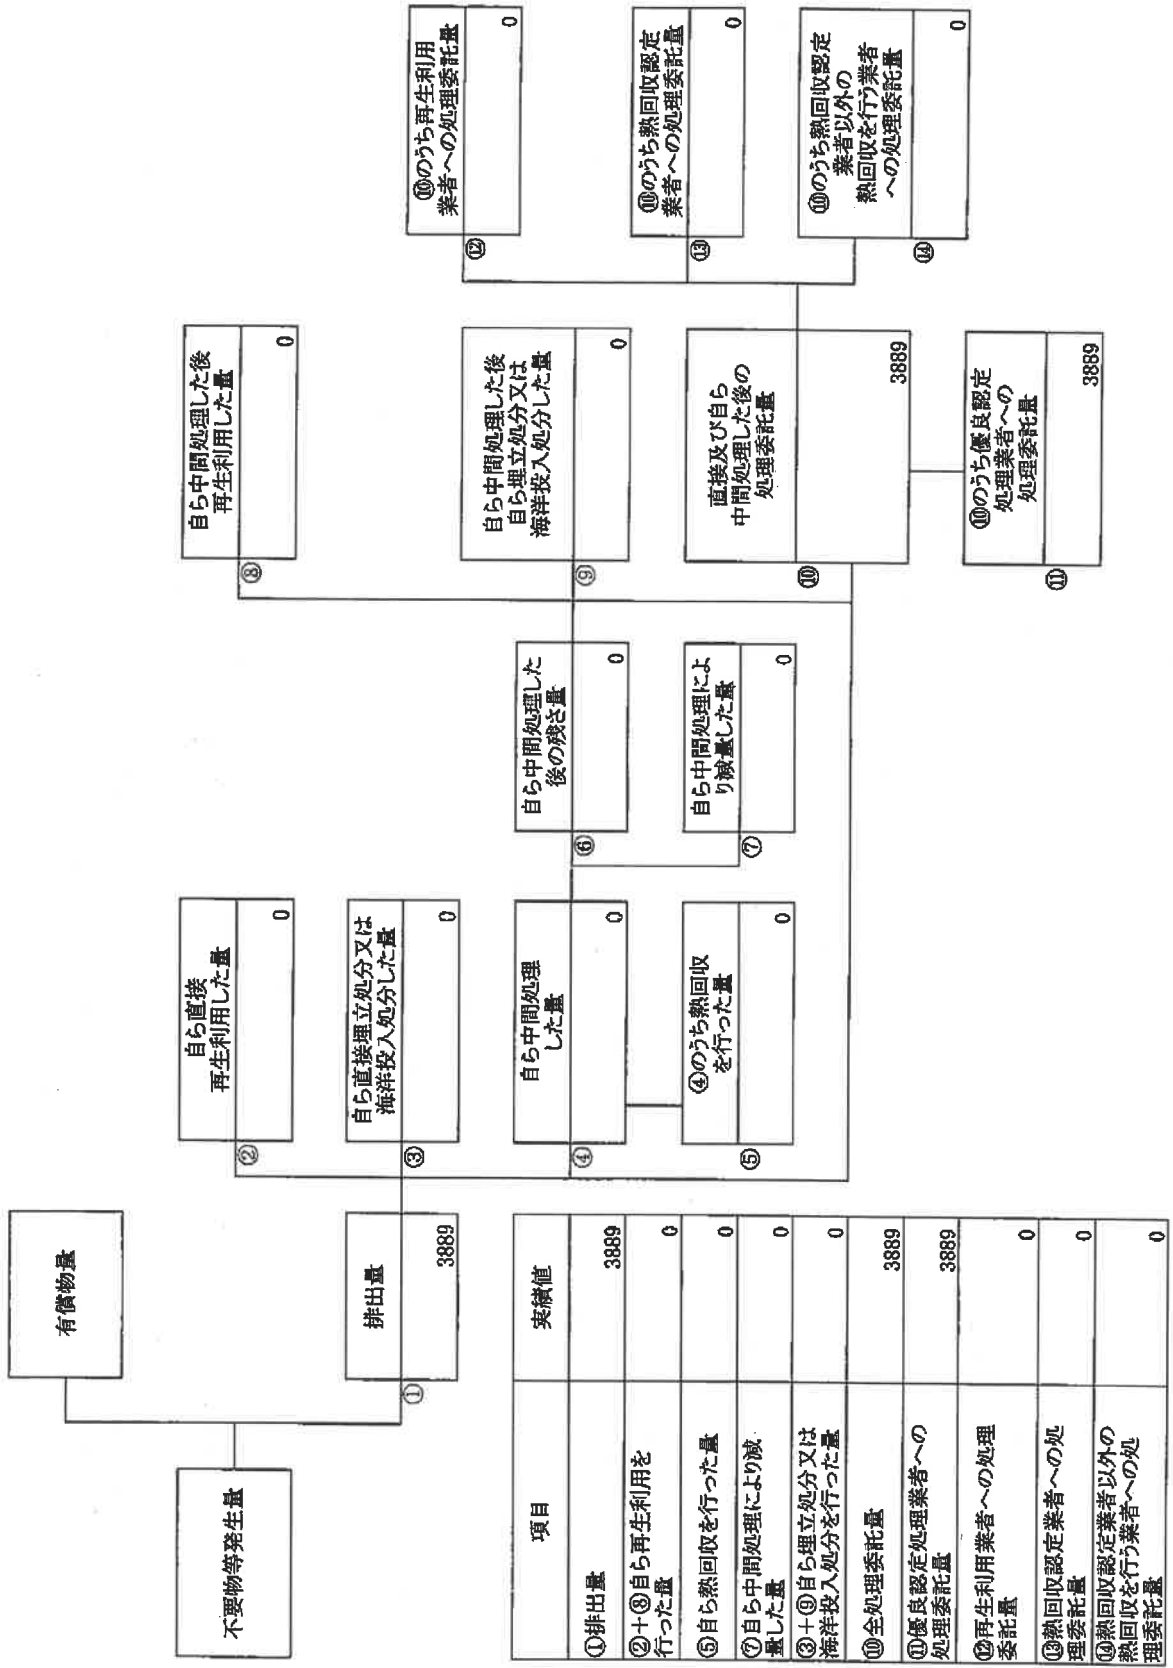 不要物等発生量
有償物量
①
排出量
3889
②
自ら直接
再生利用した量
0
③
自ら直接埋立処分又は
海洋投入処分した量
0
④
自ら中間処理
した量
0
⑤
④のうち熱回収
を行った量
0
⑥
自ら中間処理した
後の残さ量
0
⑦
自ら中間処理によ
り減量した量
0
⑧
自ら中間処理した後
再生利用した量
0
⑨
自ら中間処理した後
自ら埋立処分又は
海洋投入処分した量
0
⑩
直接及び自ら
中間処理した後の
処理委託量
3889
⑪
⑩のうち優良認定
処理業者への
処理委託量
3889
⑫
⑩のうち再生利用
業者への処理委託量
0
⑬
⑩のうち熱回収認定
業者への処理委託量
0
⑭
⑩のうち熱回収認定
業者以外の
熱回収を行う業者
への処理委託量
0
項目 実績値
①排出量 3889
②+⑧自ら再生利用を
行った量 0
⑤自ら熱回収を行った量 0
⑦自ら中間処理により減
量した量 0
③+⑨自ら埋立処分又は
海洋投入処分を行った量 0
⑩全処理委託量 3889
⑪優良認定処理業者への
処理委託量 3889
⑫再生利用業者への処理
委託量 0
⑬熱回収認定業者への処
理委託量 0
⑭熱回収認定業者以外の
熱回収を行う業者への処
理委託量 0